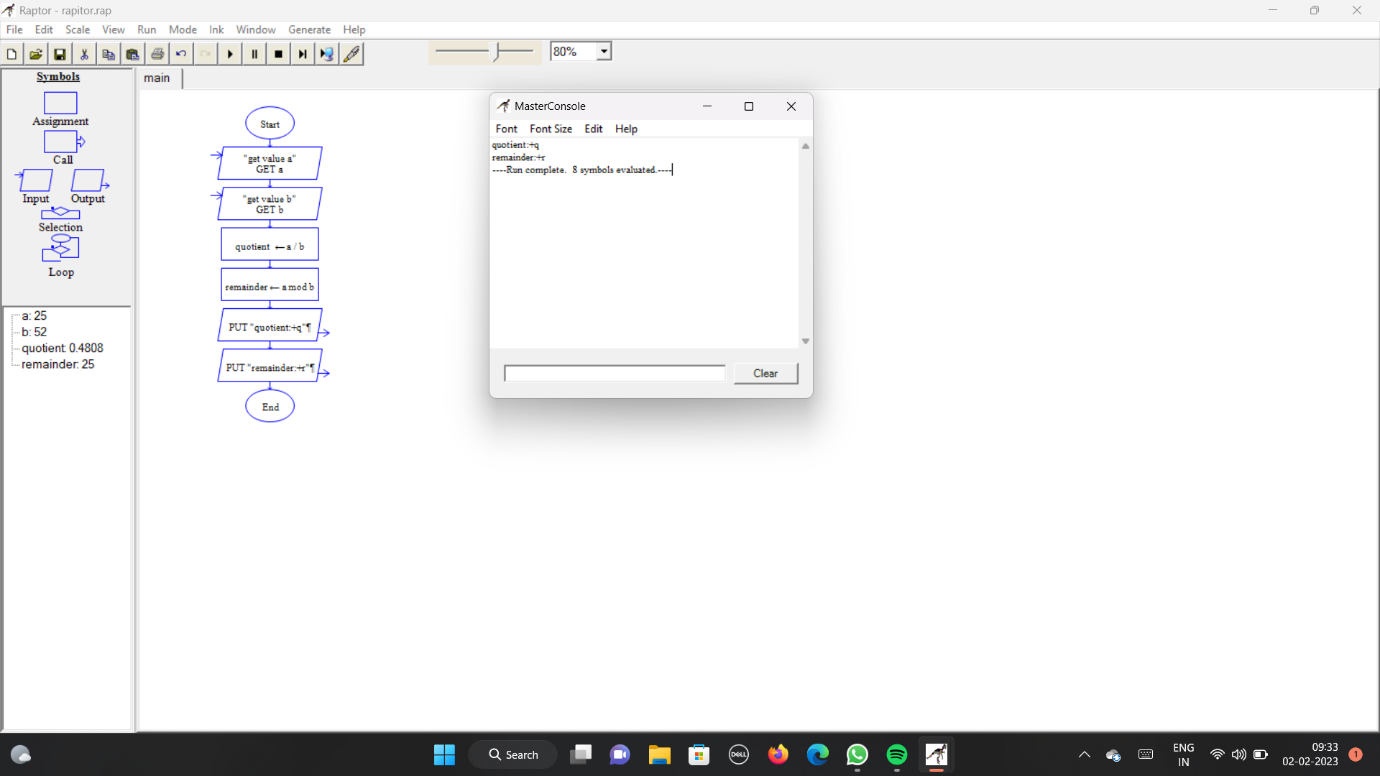 Raptor - rapitor.rap
File Edit Scale View Run Mode Ink Window Generate Help
80%
Symbols
Assignment
Call
Input Output
Selection
Loop
a: 25
b: 52
quotient: 0.4808
remainder: 25
main
Start
"get value a"
GET a
"get value b"
GET b
quotient ← a / b
remainder ← a mod b
PUT "quotient:+q"¶
PUT "remainder:+r"¶
End
MasterConsole
Font Font Size Edit Help
quotient:+q
remainder:+r
----Run complete. 8 symbols evaluated.----
Clear
Search
DELL
ENG
IN
09:33
02-02-2023
1